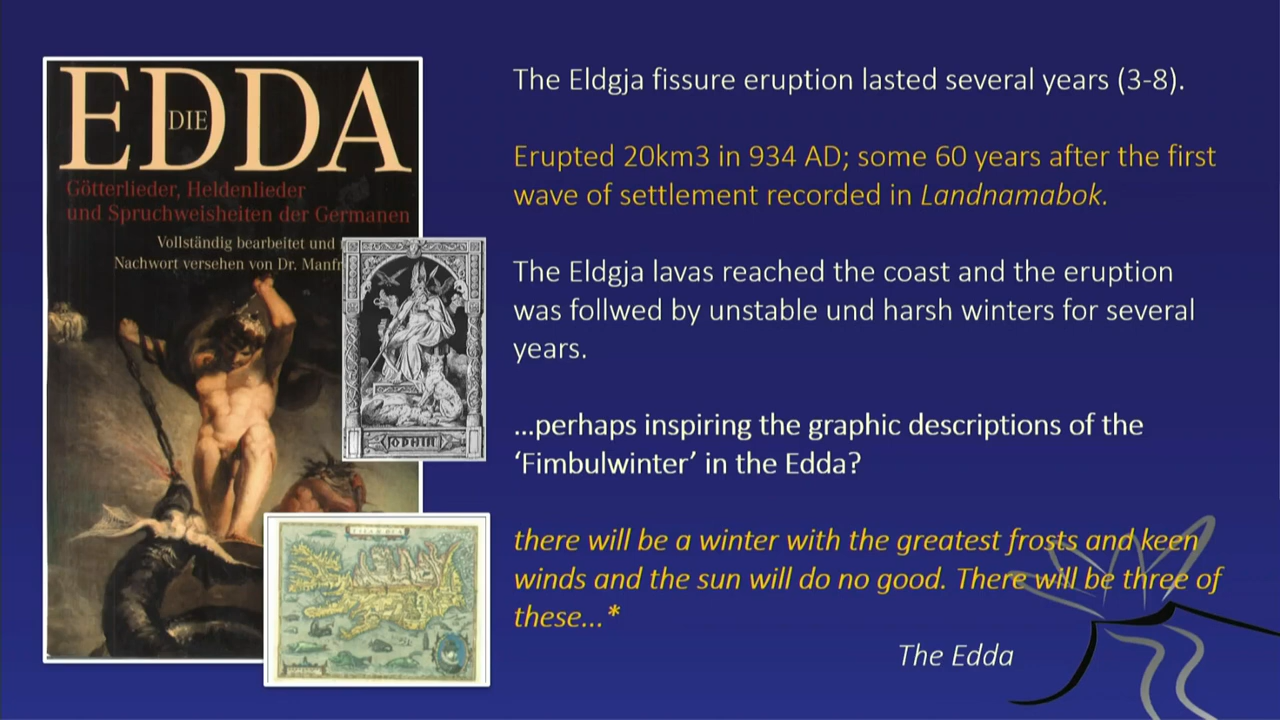 EDDA
DIE
Götterlieder, Heldenlieder
und Spruchweisheiten der Germanen
Vollständig bearbeitet und
Nachwort versehen von Dr. Manfr
ODHIN
The Eldgja fissure eruption lasted several years (3-8).
Erupted 20km3 in 934 AD; some 60 years after the first
wave of settlement recorded in Landnamabok.
The Eldgja lavas reached the coast and the eruption
was follwed by unstable und harsh winters for several
years.
...perhaps inspiring the graphic descriptions of the
‘Fimbulwinter’ in the Edda?
there will be a winter with the greatest frosts and keen
winds and the sun will do no good. There will be three of
these...*
The Edda